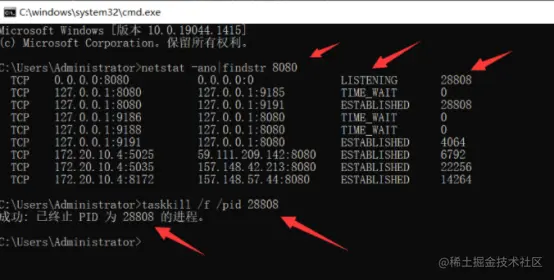 C:\windows\system32\cmd.exe
Microsoft Windows [版本 10.0.19044.1415]
(c) Microsoft Corporation. 保留所有权利。
C:\Users\Administrator>netstat -ano|findstr 8080
TCP 0.0.0.0:8080 0.0.0.0:0 LISTENING 28808
TCP 127.0.0.1:8080 127.0.0.1:9185 TIME_WAIT 0
TCP 127.0.0.1:8080 127.0.0.1:9191 ESTABLISHED 28808
TCP 127.0.0.1:9186 127.0.0.1:8080 TIME_WAIT 0
TCP 127.0.0.1:9188 127.0.0.1:8080 TIME_WAIT 0
TCP 127.0.0.1:9191 127.0.0.1:8080 ESTABLISHED 4064
TCP 172.20.10.4:5025 59.111.209.142:8080 ESTABLISHED 6792
TCP 172.20.10.4:5035 157.148.42.213:8080 ESTABLISHED 22256
TCP 172.20.10.4:8172 157.148.57.44:8080 ESTABLISHED 14264
C:\Users\Administrator>taskkill /f /pid 28808
成功: 已终止 PID 为 28808 的进程。
C:\Users\Administrator>
@稀土掘金技术社区